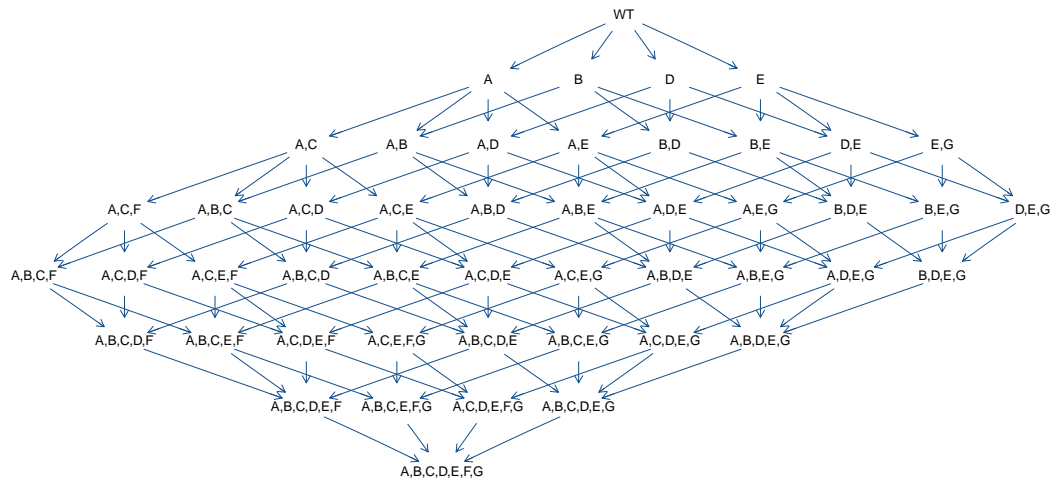 WT
A B D E
A,C A,B A,D A,E B,D B,E D,E E,G
A,C,F A,B,C A,C,D A,C,E A,B,D A,B,E A,D,E A,E,G B,D,E B,E,G D,E,G
A,B,C,F A,C,D,F A,C,E,F A,B,C,D A,B,C,E A,C,D,E A,C,E,G A,B,D,E A,B,E,G A,D,E,G B,D,E,G
A,B,C,D,F A,B,C,E,F A,C,D,E,F A,C,E,F,G A,B,C,D,E A,B,C,E,G A,C,D,E,G A,B,D,E,G
A,B,C,D,E,F A,B,C,E,F,G A,C,D,E,F,G A,B,C,D,E,G
A,B,C,D,E,F,G